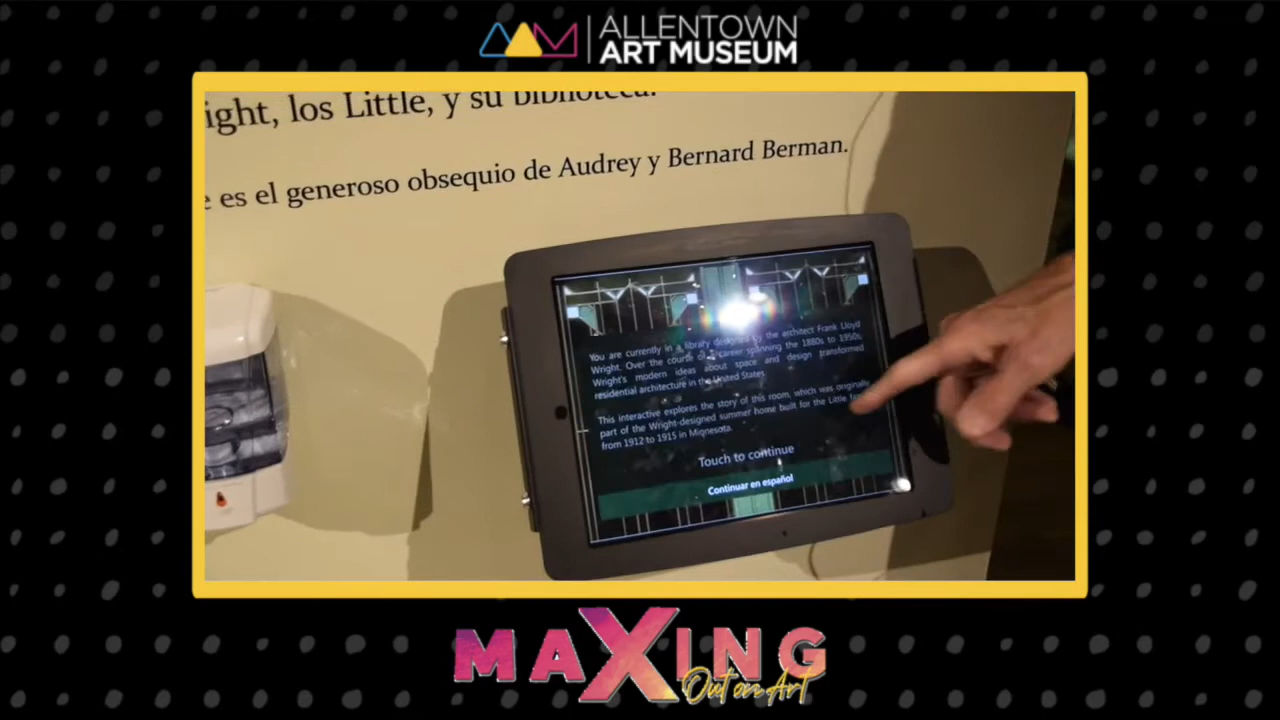 ALLENTOWN
ART MUSEUM
ight, los Little, y su biblioteca.
e es el generoso obsequio de Audrey y Bernard Berman.
You are currently in a library designed by the architect Frank Lloyd
Wright. Over the course of a career spanning the 1880s to 1950s,
Wright's modern ideas about space and design transformed
residential architecture in the United States.
This interactive explores the story of this room, which was originally
part of the Wright-designed summer home built for the Little
from 1912 to 1915 in Minnesota.
Touch to continue
Continuar en español
MAXING
Out on Art